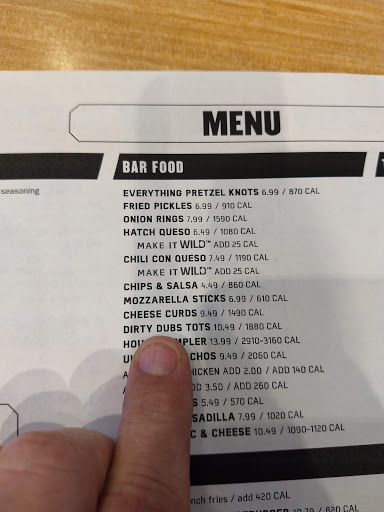 MENU
seasoning
BAR FOOD
EVERYTHING PRETZEL KNOTS 6.99 / 870 CAL
FRIED PICKLES 6.99 / 910 CAL
ONION RINGS 7.99 / 1590 CAL
HATCH QUESO 6.49 / 1080 CAL
MAKE IT WILD™ ADD 25 CAL
CHILI CON QUESO 7.49 / 1190 CAL
MAKE IT WILD™ ADD 25 CAL
CHIPS & SALSA 4.49 / 860 CAL
MOZZARELLA STICKS 6.99 / 610 CAL
CHEESE CURDS 9.49 / 1490 CAL
DIRTY DUBS TOTS 10.49 / 1880 CAL
13.99 / 2910-3160 CAL
9.49 / 2060 CAL
ADD 2.00 / ADD 140 CAL
3.50 / ADD 260 CAL
5.49 / 570 CAL
7.99 / 1020 CAL
& CHEESE 10.49 / 1090-1120 CAL
fries / add 420 CAL
10.79 / 820 CAL